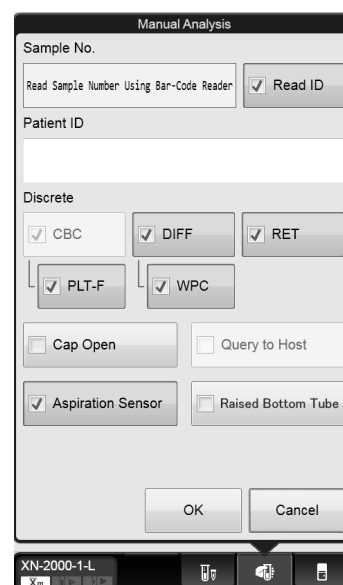 Manual Analysis
Sample No.
Read Sample Number Using Bar-Code Reader
Read ID
Patient ID
Discrete
CBC
DIFF
RET
PLT-F
WPC
Cap Open
Query to Host
Aspiration Sensor
Raised Bottom Tube
OK
Cancel
XN-2000-1-L